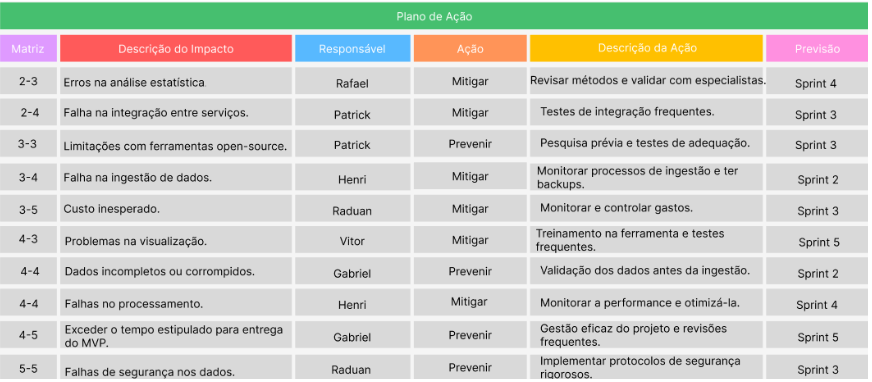 Plano de Ação
Matriz Descrição do Impacto Responsável Ação Descrição da Ação Previsão
2-3 Erros na análise estatística Rafael Mitigar Revisar métodos e validar com especialistas. Sprint 4
2-4 Falha na integração entre serviços. Patrick Mitigar Testes de integração frequentes. Sprint 3
3-3 Limitações com ferramentas open-source. Patrick Prevenir Pesquisa prévia e testes de adequação. Sprint 3
3-4 Falha na ingestão de dados. Henri Mitigar Monitorar processos de ingestão e ter
backups. Sprint 2
3-5 Custo inesperado. Raduan Mitigar Monitorar e controlar gastos. Sprint 3
4-3 Problemas na visualização. Vitor Mitigar Treinamento na ferramenta e testes
frequentes. Sprint 5
4-4 Dados incompletos ou corrompidos. Gabriel Prevenir Validação dos dados antes da ingestão. Sprint 2
4-4 Falhas no processamento. Henri Mitigar Monitorar a performance e otimizá-la. Sprint 4
4-5 Exceder o tempo estipulado para entrega
do MVP. Gabriel Prevenir Gestão eficaz do projeto e revisões
frequentes. Sprint 5
5-5 Falhas de segurança nos dados. Raduan Prevenir Implementar protocolos de segurança
rigorosos. Sprint 3